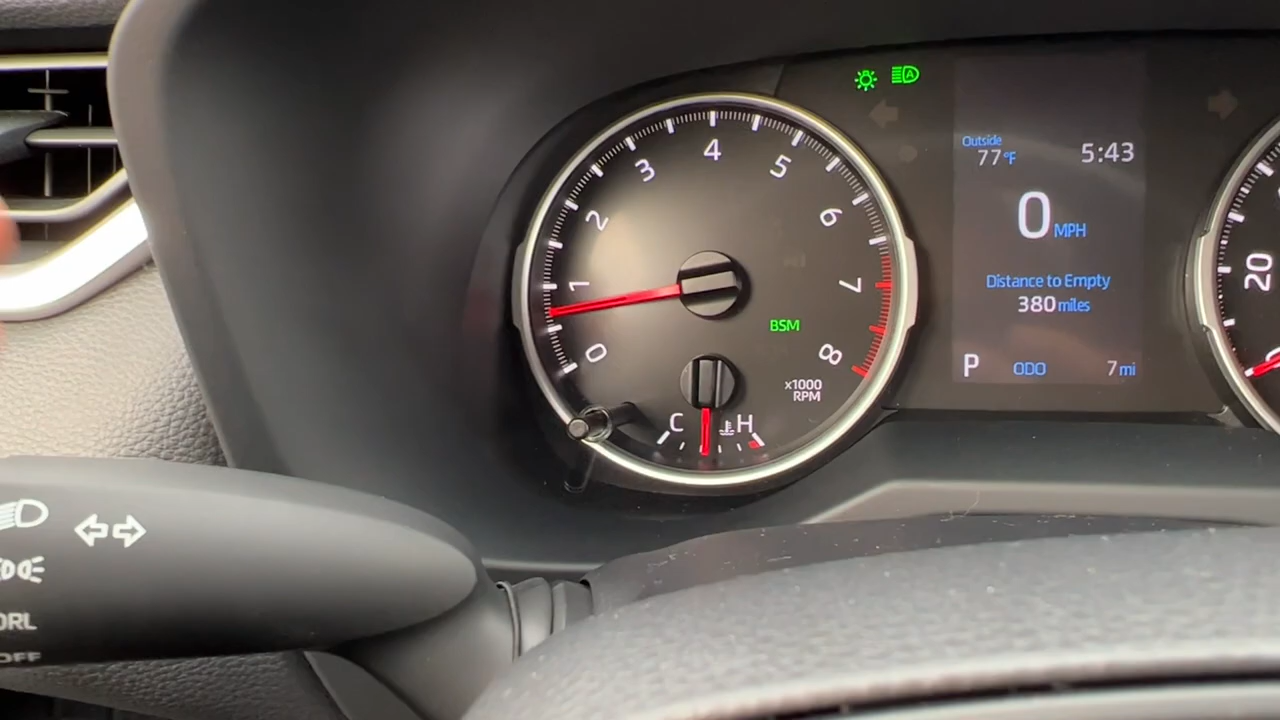 4
3
5
2
6
1
7
0
8
BSM
x1000
RPM
C
H
A
Outside
77°F
5:43
0 MPH
Distance to Empty
380 miles
P ODO 7 mi
20
DRL
OFF